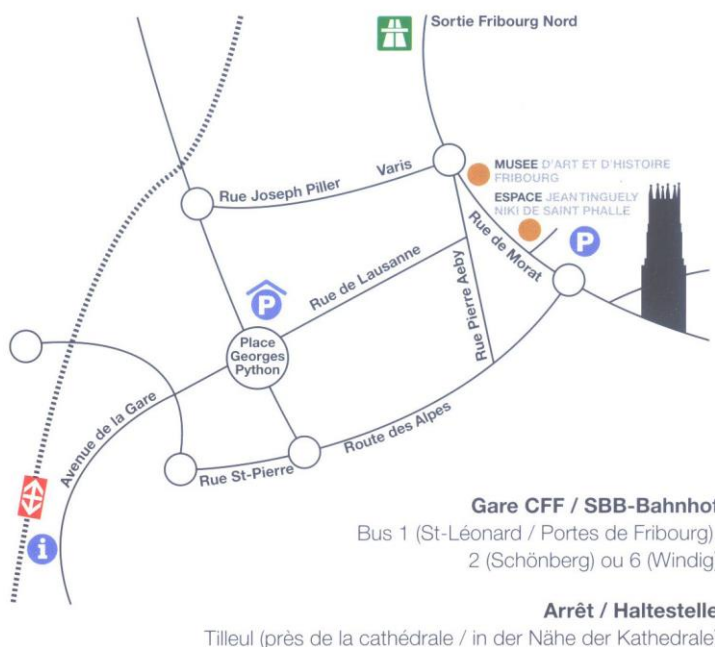 Sortie Fribourg Nord
MUSEE D'ART ET D'HISTOIRE
FRIBOURG
Varis
Rue Joseph Piller
ESPACE JEAN TINGUELY
NIKI DE SAINT PHALLE
P
Rue de Morat
Rue de Lausanne
P
Rue Pierre Aeby
Place
Georges
Python
Avenue de la Gare
Route des Alpes
Rue St-Pierre
i
Gare CFF / SBB-Bahnhof
Bus 1 (St-Léonard / Portes de Fribourg)
2 (Schönberg) ou 6 (Windig)
Arrêt / Haltestelle
Tilleul (près de la cathédrale / in der Nähe der Kathedrale)